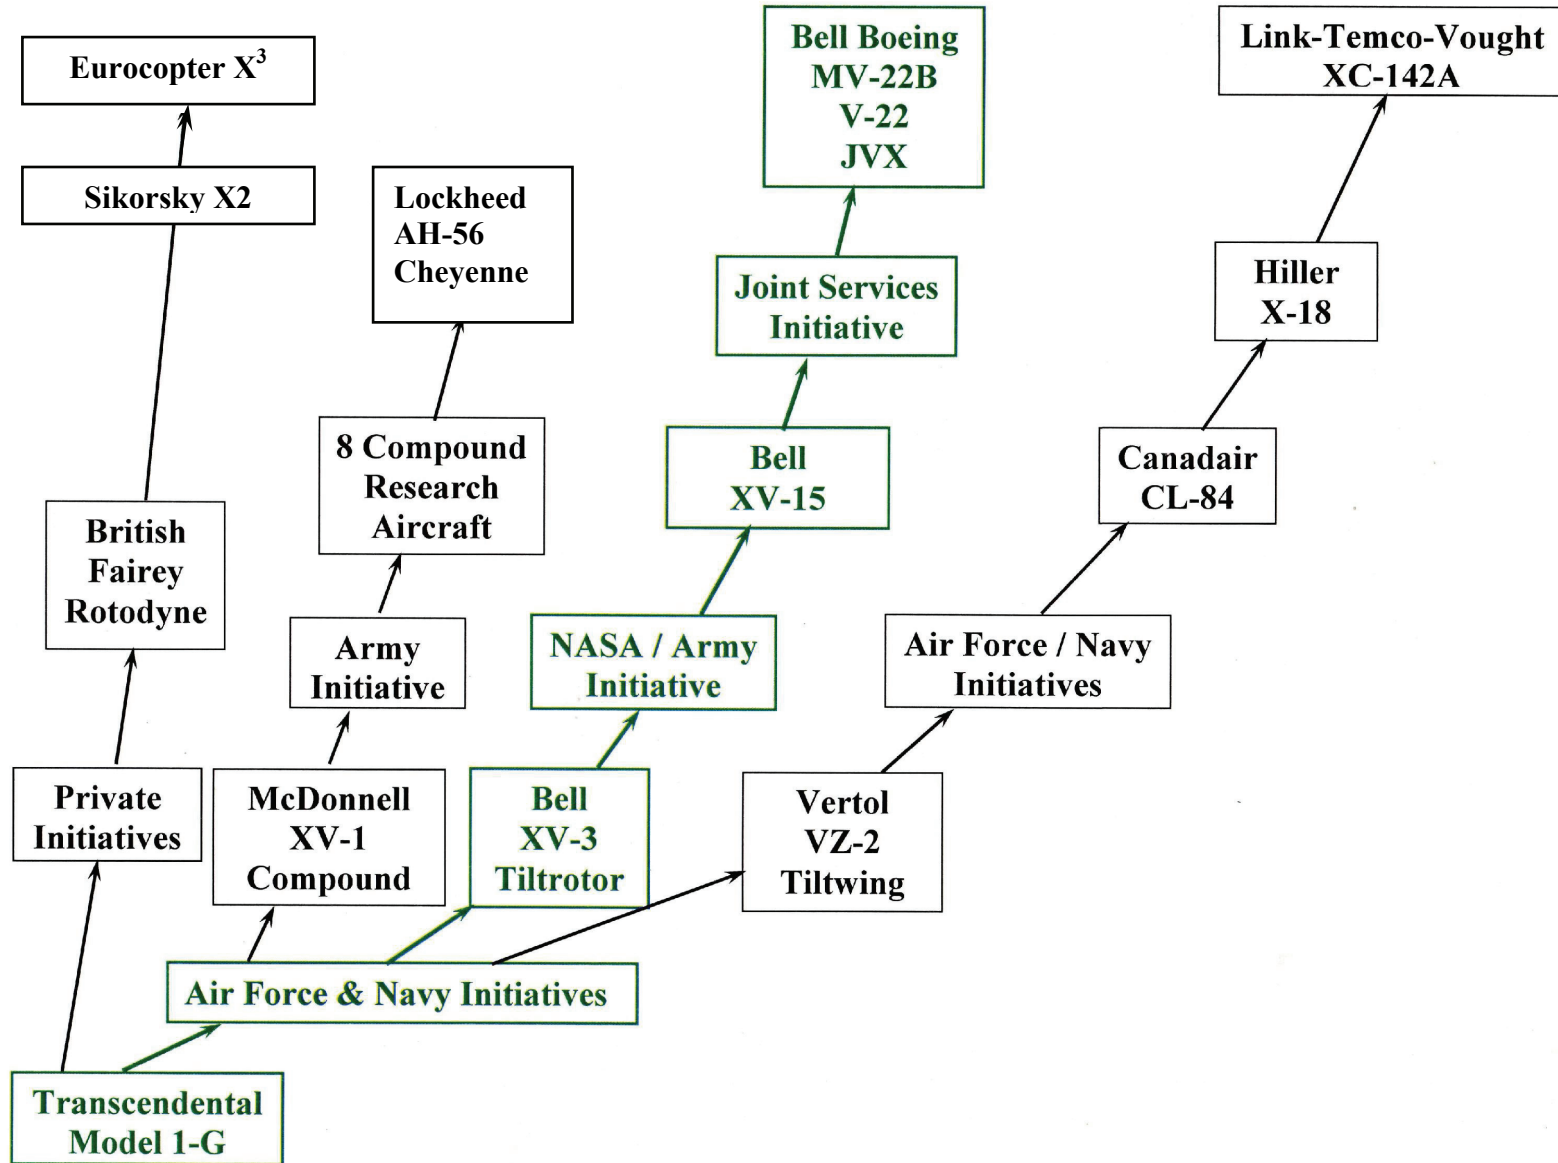 Eurocopter X³
Sikorsky X2
Lockheed
AH-56
Cheyenne
Bell Boeing
MV-22B
V-22
JVX
Link-Temco-Vought
XC-142A
Joint Services
Initiative
Hiller
X-18
8 Compound
Research
Aircraft
Bell
XV-15
Canadair
CL-84
British
Fairey
Rotodyne
Army
Initiative
NASA / Army
Initiative
Air Force / Navy
Initiatives
Private
Initiatives
McDonnell
XV-1
Compound
Bell
XV-3
Tiltrotor
Vertol
VZ-2
Tiltwing
Air Force & Navy Initiatives
Transcendental
Model 1-G